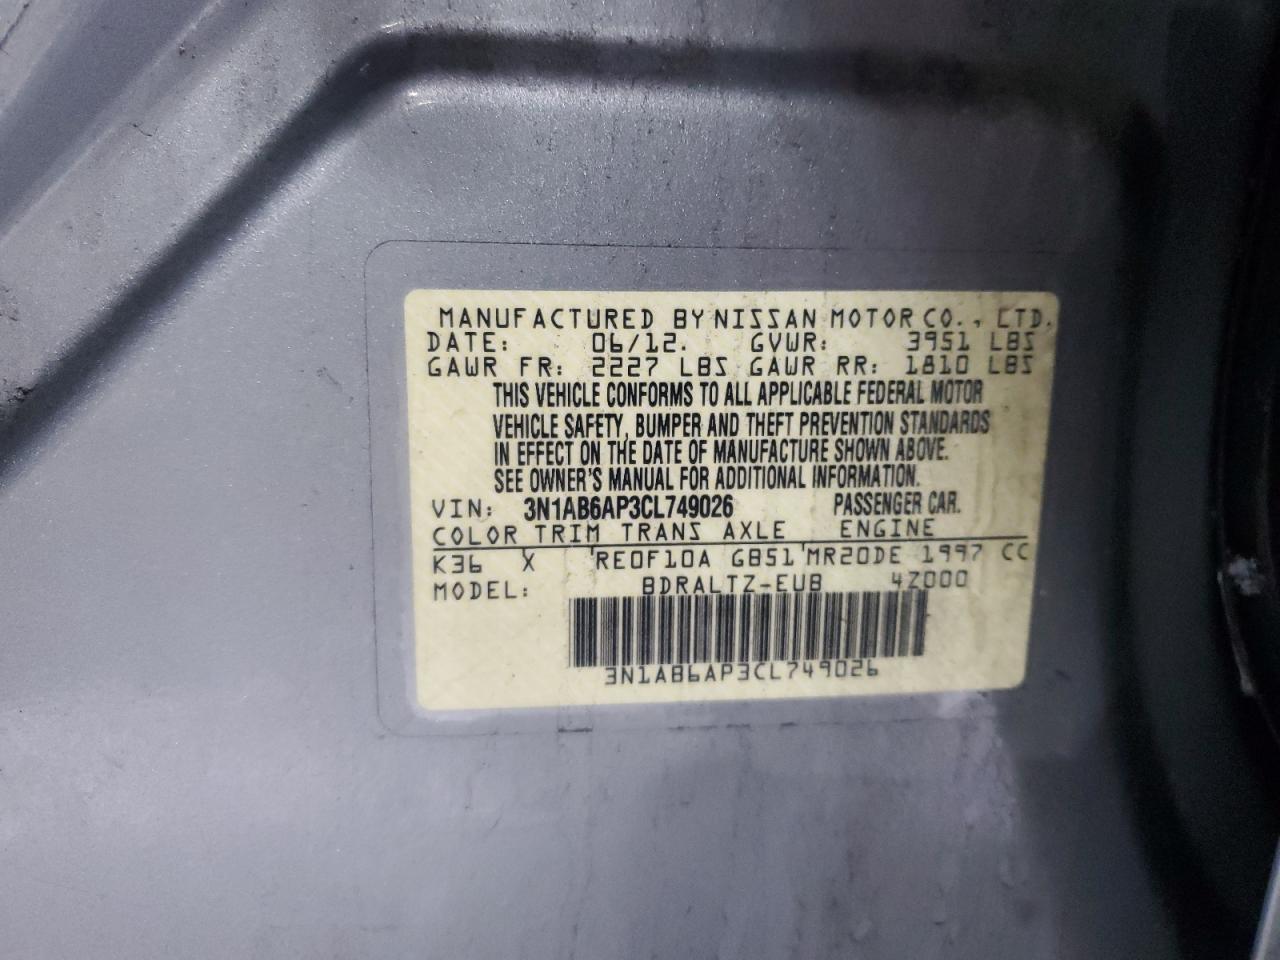 MANUFACTURED BY NISSAN MOTOR CO., LTD.
DATE: 06/12. GVWR: 3951 LBS
GAWR FR: 2227 LBS GAWR RR: 1810 LBS
THIS VEHICLE CONFORMS TO ALL APPLICABLE FEDERAL MOTOR
VEHICLE SAFETY, BUMPER AND THEFT PREVENTION STANDARDS
IN EFFECT ON THE DATE OF MANUFACTURE SHOWN ABOVE.
SEE OWNER'S MANUAL FOR ADDITIONAL INFORMATION.
VIN: 3N1AB6AP3CL749026 PASSENGER CAR.
COLOR TRIM TRANS AXLE ENGINE
K36 X RE0F10A GB51 MR20DE 1997 CC
MODEL: BDRALTZ-EUB 4Z000
3N1AB6AP3CL749026